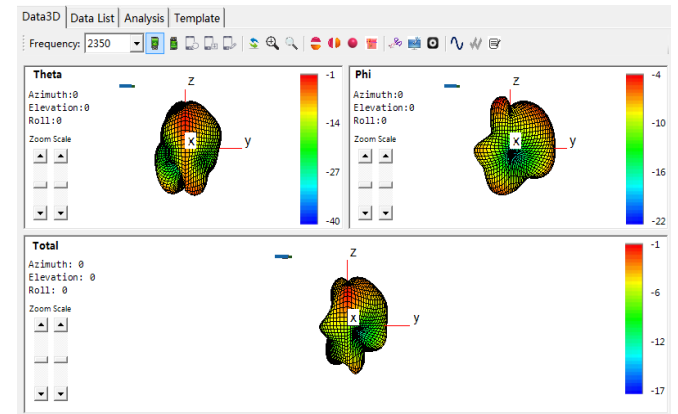 Data3D Data List Analysis Template
Frequency: 2350
Theta
Azimuth:0
Elevation:0
Roll:0
Zoom Scale
z
y
x
-1
-14
-27
-40
Phi
Azimuth:0
Elevation:0
Roll:0
Zoom Scale
z
y
x
-4
-10
-16
-22
Total
Azimuth: 0
Elevation: 0
Roll: 0
Zoom Scale
z
y
x
-1
-6
-12
-17